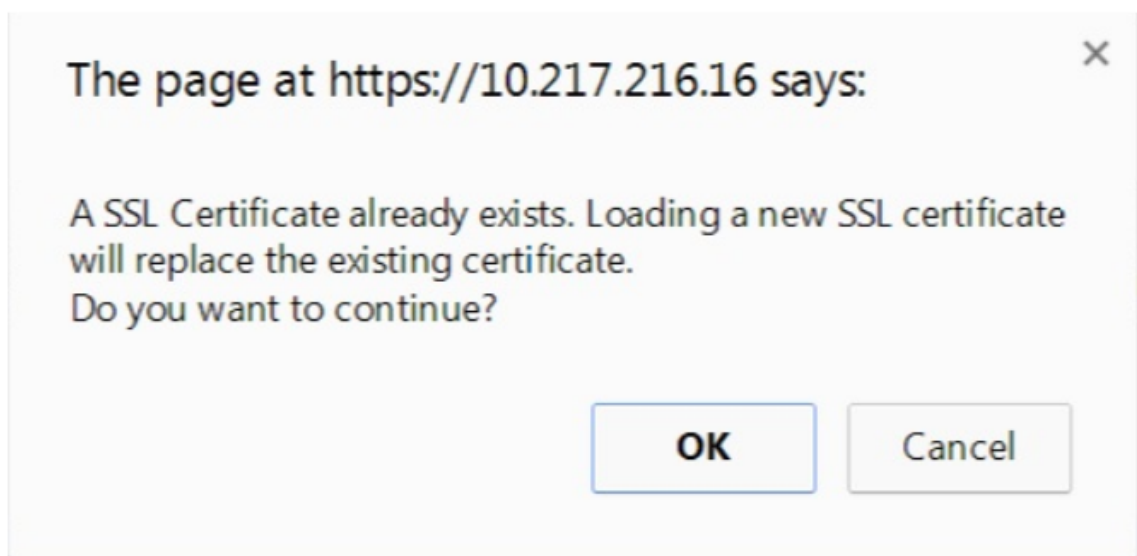 The page at https://10.217.216.16 says:
A SSL Certificate already exists. Loading a new SSL certificate
will replace the existing certificate.
Do you want to continue?
OK Cancel